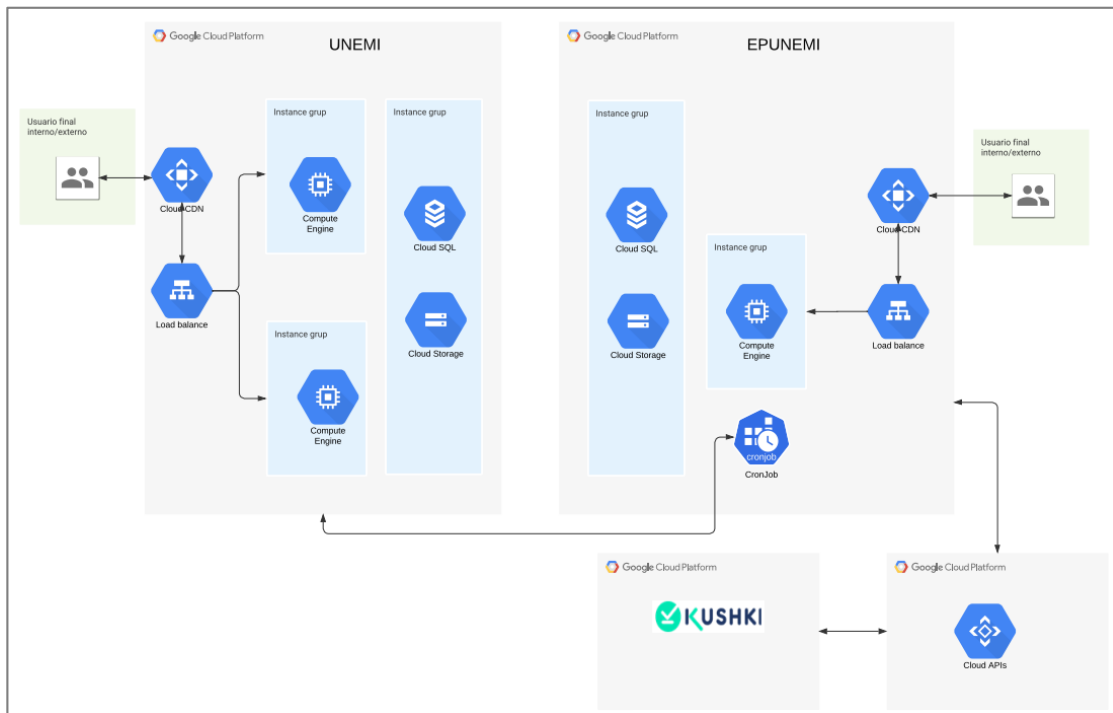 Google Cloud Platform
UNEMI
Usuario final
interno/externo
Cloud CDN
Load balance
Instance grup
Compute
Engine
Instance grup
Compute
Engine
Instance grup
Cloud SQL
Cloud Storage
Google Cloud Platform
EPUNEMI
Instance grup
Cloud SQL
Cloud Storage
Instance grup
Compute
Engine
Cloud CDN
Load balance
Usuario final
interno/externo
cronjob
CronJob
Google Cloud Platform
KUSHKI
Google Cloud Platform
Cloud APIs